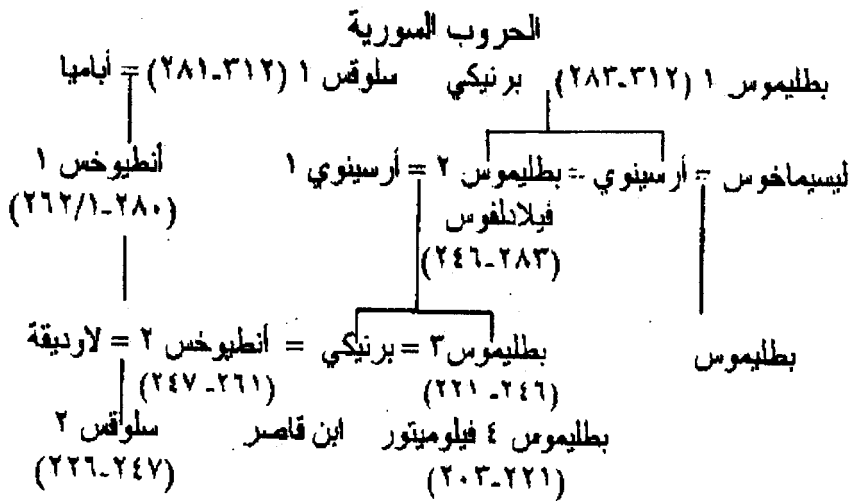 الحروب السورية
بطليموس ١ (٣١٢-٢٨٣) برنيكي سلوقس ١ (٣١٢-٢٨١) = أباميا
ليسيماخوس = أرسينوي = بطليموس ٢ = أرسينوي ١ أنطيوخس ١
فيلادلفوس (٢٨٠-٢٦٢/١)
(٢٨٣-٢٤٦)
بطليموس بطليموس ٣ = برنيكي = أنطيوخس ٢ = لاوديقة
(٢٤٦-٢٢١) (٢٦١-٢٤٧)
بطليموس ٤ فيلوميتور ابن قاصر سلوقس ٢
(٢٢١-٢٠٣) (٢٤٧-٢٢٦)